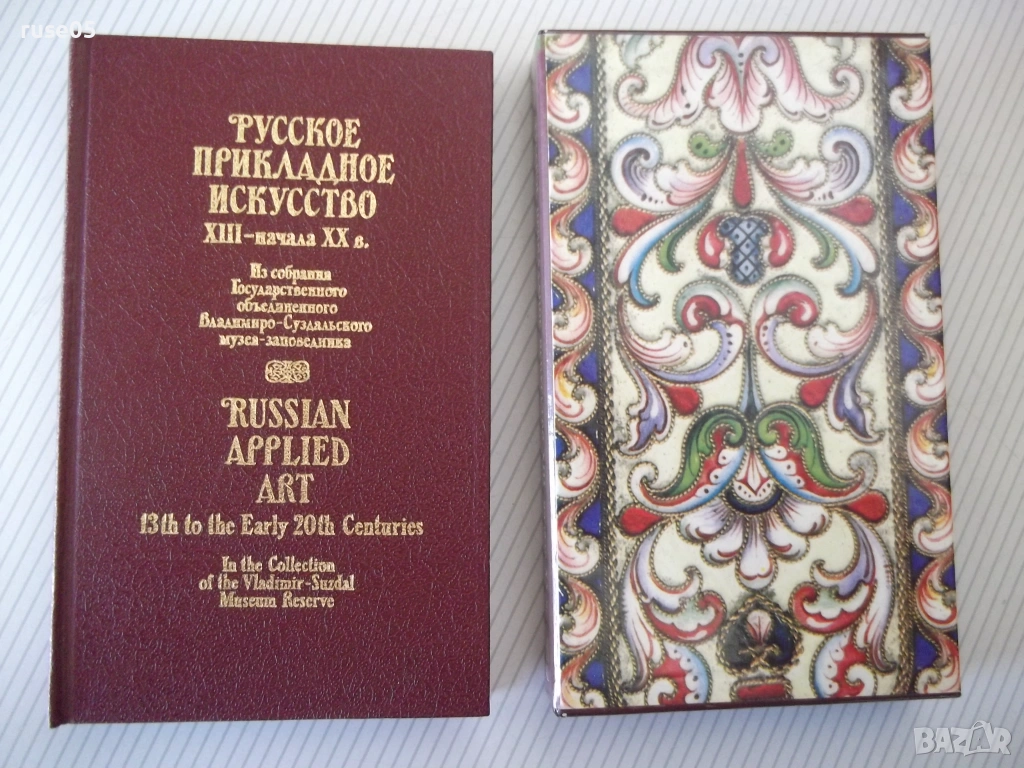 ruse05
РУССКОЕ
ПРИКЛАДНОЕ
ИСКУССТВО
XIII-начала XX в.
Из собрания
Государственного
объединенного
Владимиро-Суздальского
музея-заповедника
RUSSIAN
APPLIED
ART
13th to the Early 20th Centuries
In the Collection
of the Vladimir-Suzdal
Museum Reserve
BAZAR